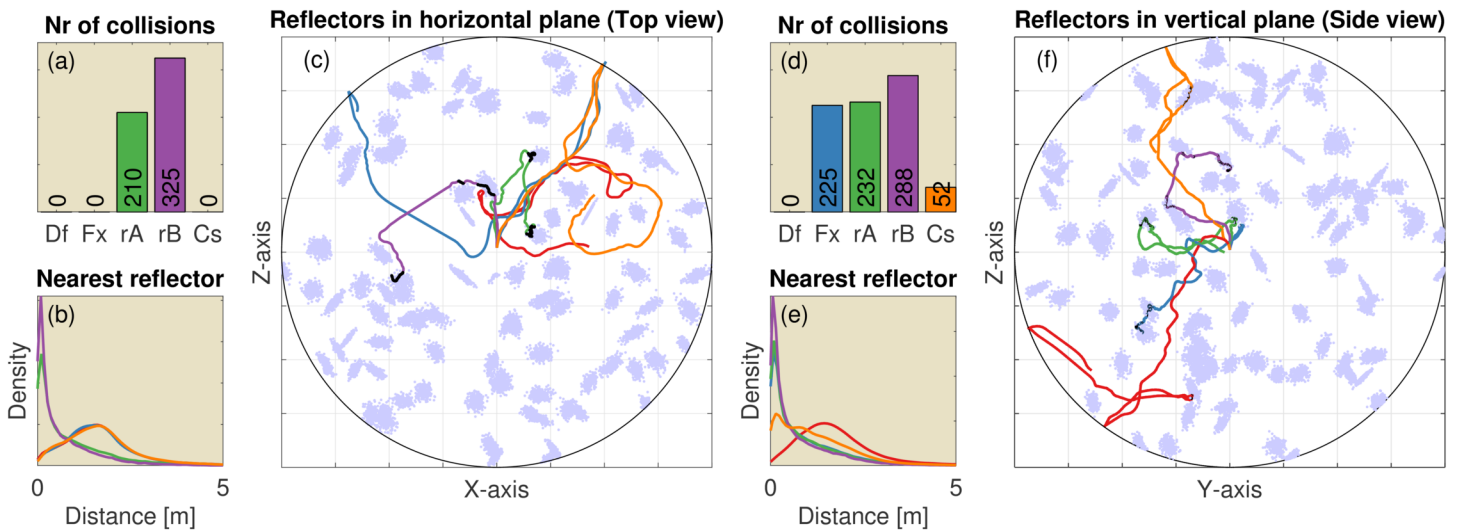 Nr of collisions
(a)
0
0
210
325
0
Df Fx rA rB Cs
Nearest reflector
(b)
Density
0 5
Distance [m]
Reflectors in horizontal plane (Top view)
(c)
Z-axis
X-axis
Nr of collisions
(d)
0
225
232
288
52
Df Fx rA rB Cs
Nearest reflector
(e)
Density
0 5
Distance [m]
Reflectors in vertical plane (Side view)
(f)
Z-axis
Y-axis